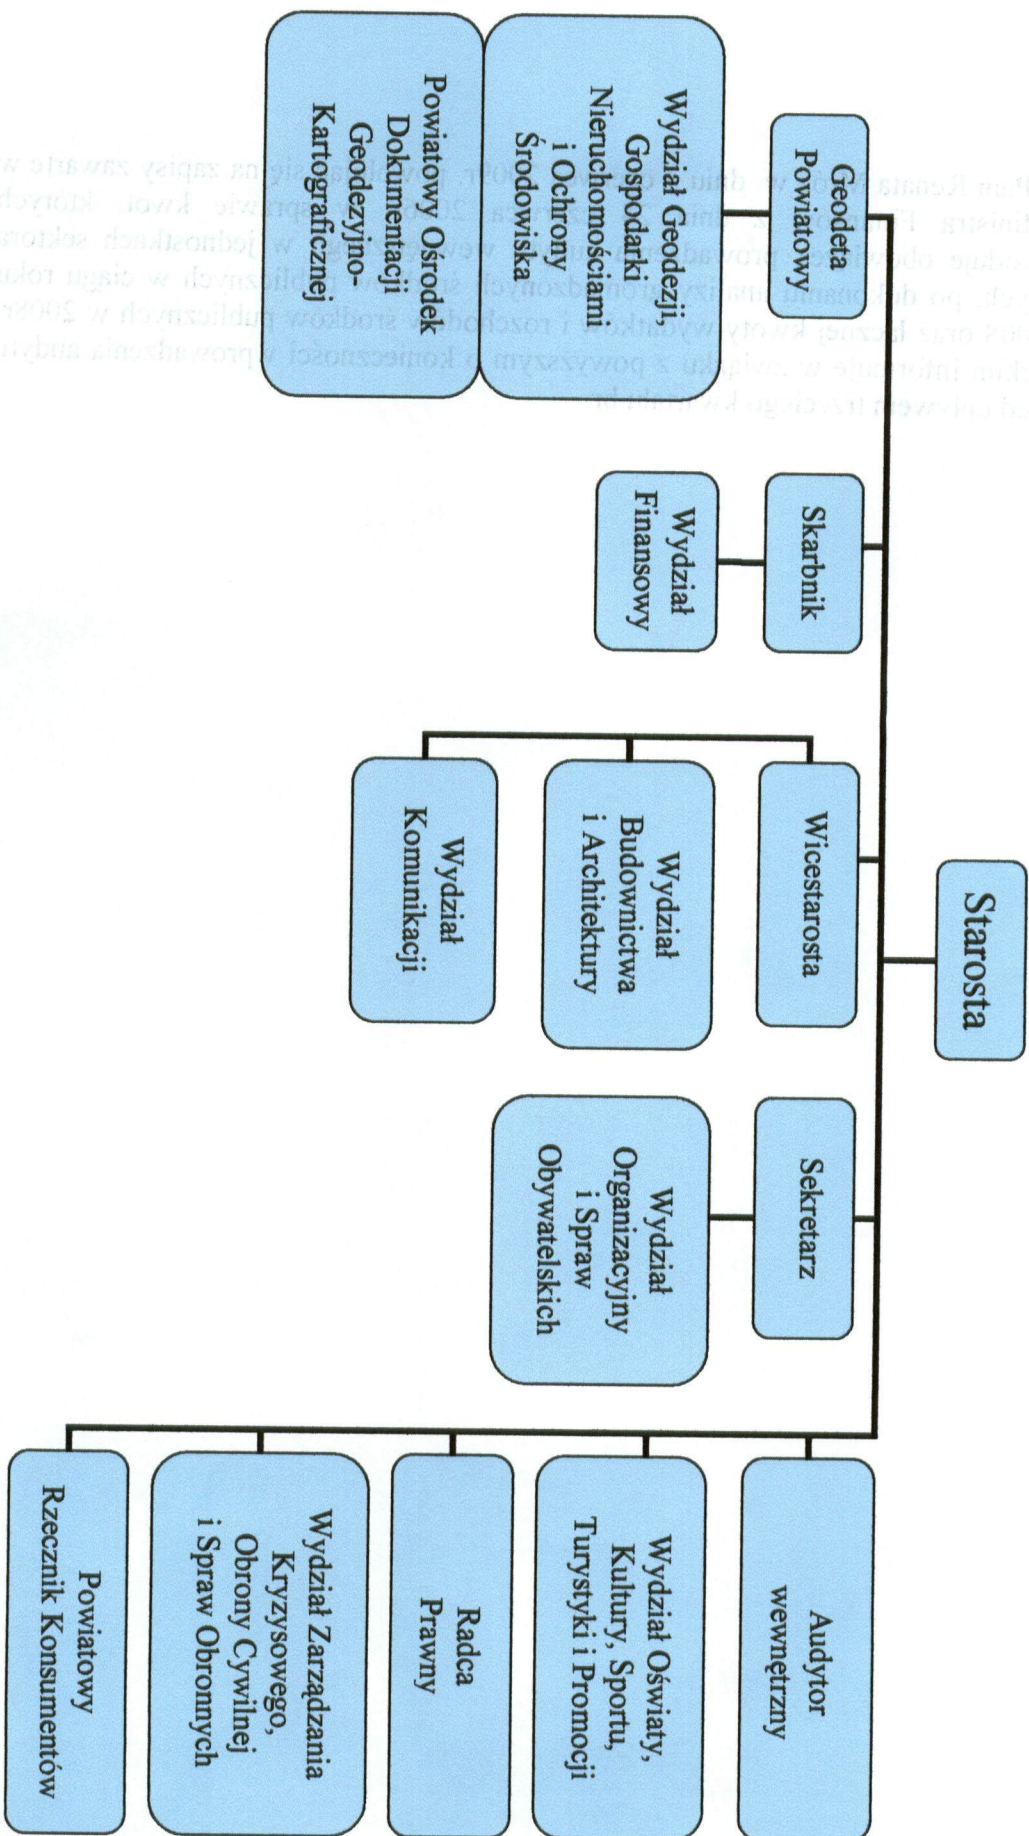 Starosta
Geodeta
Powiatowy
Wydział Geodezji,
Gospodarki
Nieruchomościami
i Ochrony
Środowiska
Powiatowy Ośrodek
Dokumentacji
Geodezyjno-
Kartograficznej
Skarbnik
Wydział
Finansowy
Wicestarosta
Wydział
Budownictwa
i Architektury
Wydział
Komunikacji
Sekretarz
Wydział
Organizacyjny
i Spraw
Obywatelskich
Audytor
wewnętrzny
Wydział Oświaty,
Kultury, Sportu,
Turystyki i Promocji
Radca
Prawny
Wydział Zarządzania
Kryzysowego,
Obrony Cywilnej
i Spraw Obronnych
Powiatowy
Rzecznik Konsumentów